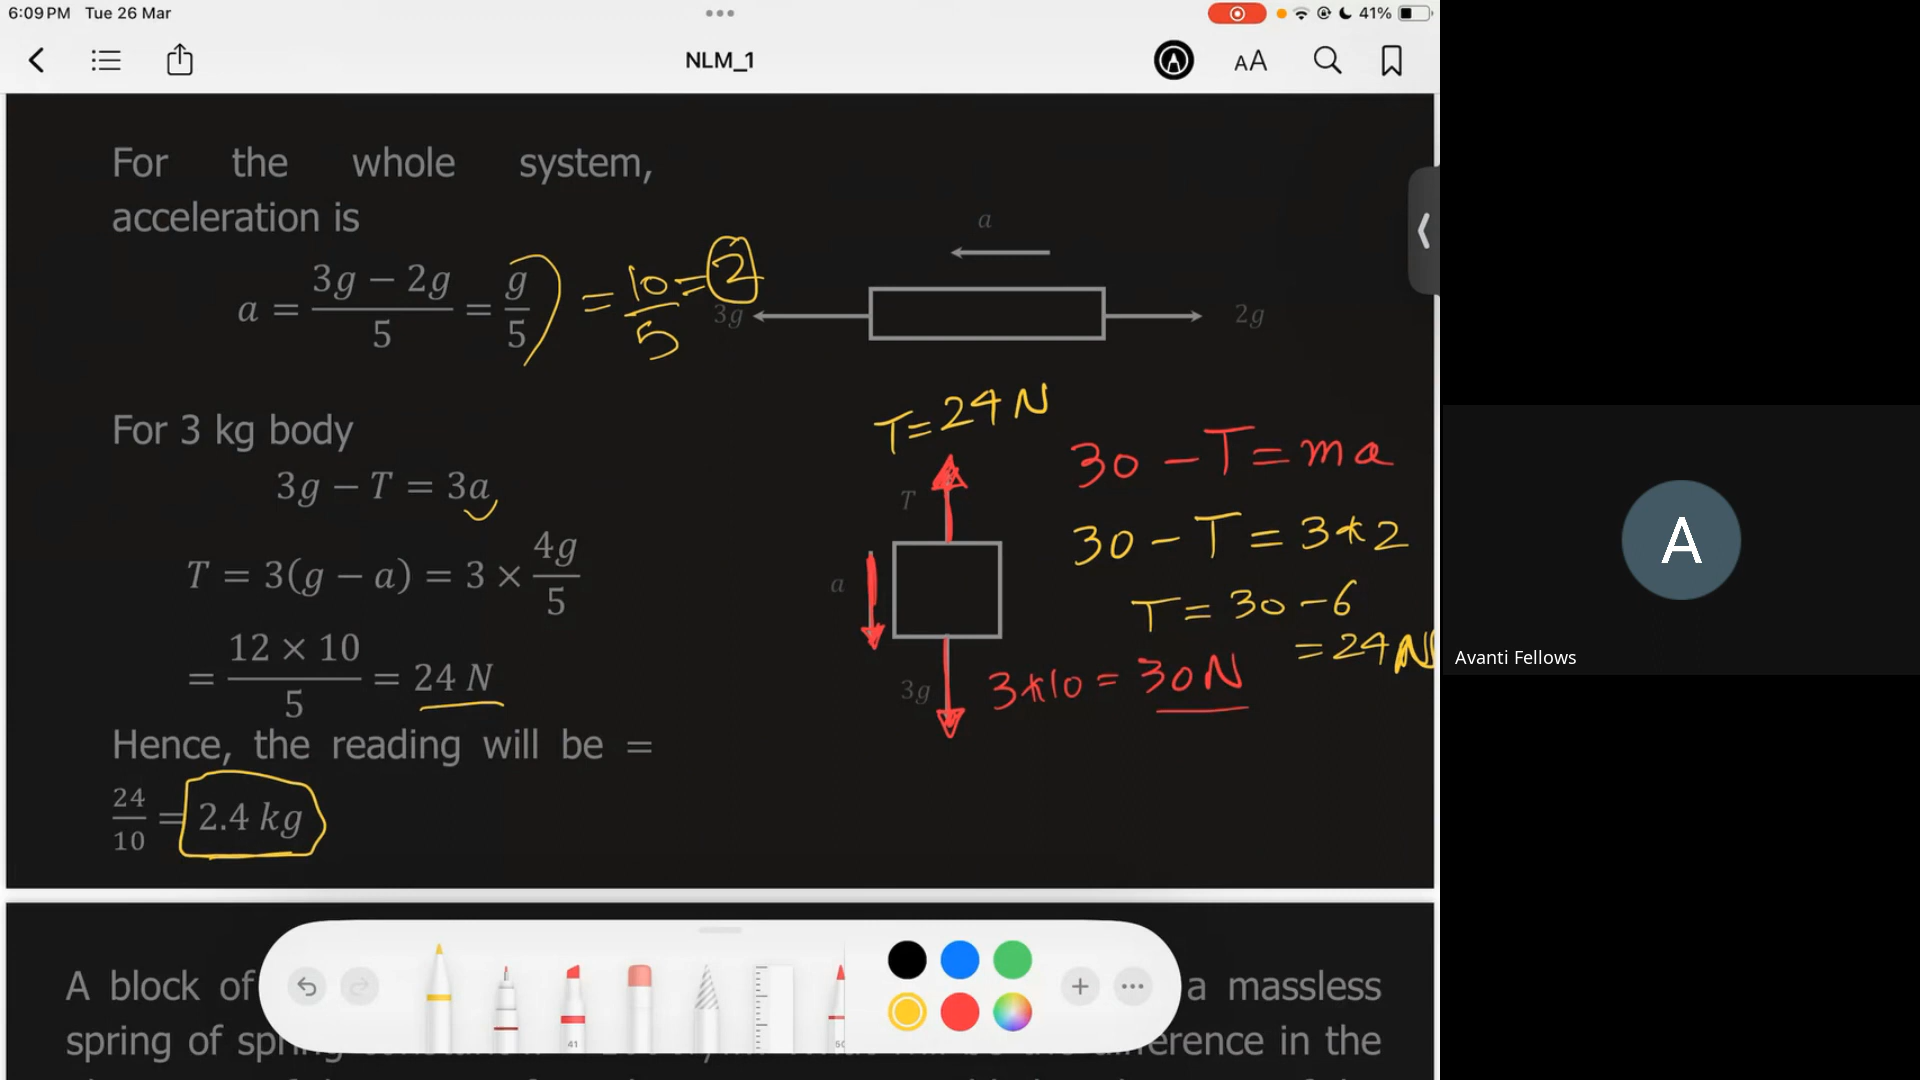 6:09 PM Tue 26 Mar
41%
NLM_1
AA
For the whole system,
acceleration is
a = 3g − 2g / 5 = g / 5
= 10 / 5 = 2
a
3g
2g
T = 24 N
For 3 kg body
3g − T = 3a
T = 3(g − a) = 3 × 4g / 5
= 12 × 10 / 5 = 24 N
Hence, the reading will be =
24 / 10 = 2.4 kg
T
a
3g
30 − T = ma
30 − T = 3*2
T = 30 − 6
= 24 N
3*10 = 30 N
A
Avanti Fellows
A block of a massless
spring of difference in the
41